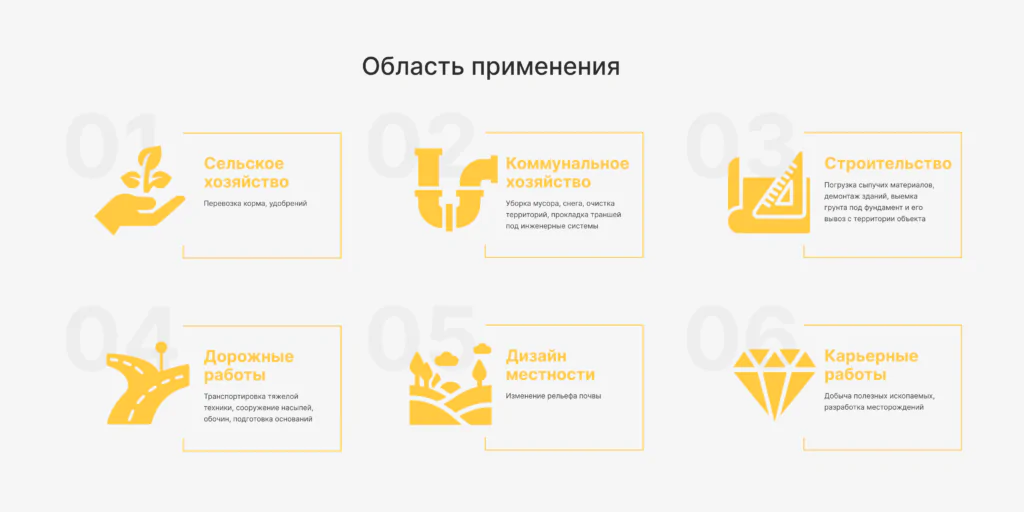 Область применения
01
Сельское
хозяйство
Перевозка корма, удобрений
02
Коммунальное
хозяйство
Уборка мусора, снега, очистка
территорий, прокладка траншей
под инженерные системы
03
Строительство
Погрузка сыпучих материалов,
демонтаж зданий, выемка
грунта под фундамент и его
вывоз с территории объекта
04
Дорожные
работы
Транспортировка тяжелой
техники, сооружение насыпей,
обочин, подготовка оснований
05
Дизайн
местности
Изменение рельефа почвы
06
Карьерные
работы
Добыча полезных ископаемых,
разработка месторождений